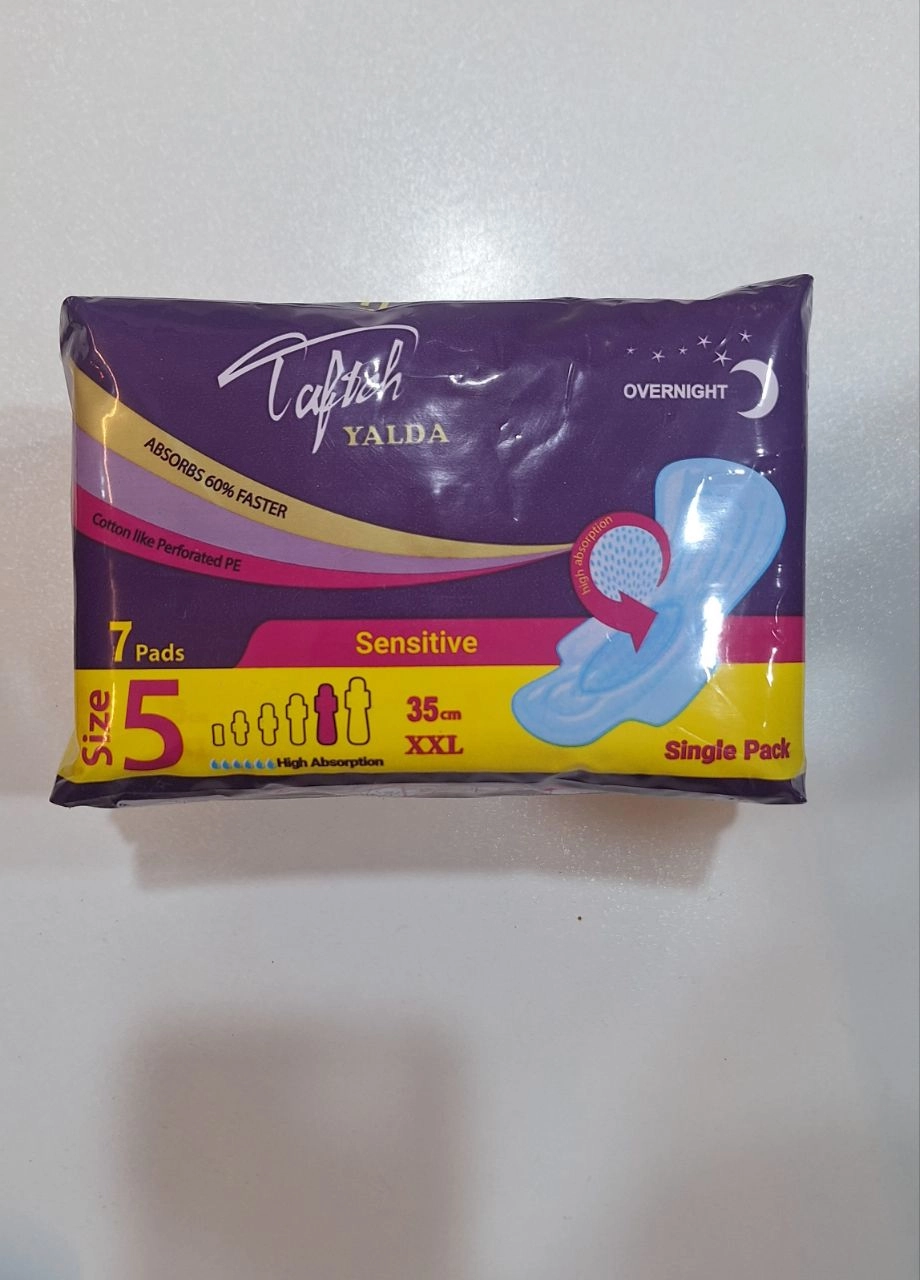 Tafteh
YALDA
OVERNIGHT
ABSORBS 60% FASTER
Cotton like Perforated PE
high absorption
7 Pads
Sensitive
Size 5
35cm
XXL
High Absorption
Single Pack